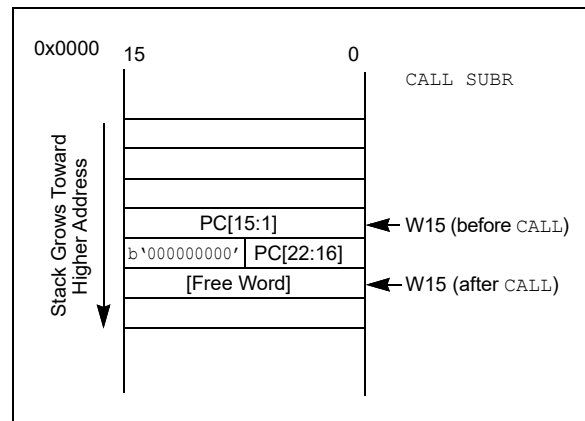 0x0000
15 0
CALL SUBR
Stack Grows Toward
Higher Address
PC[15:1]
W15 (before CALL)
b‘000000000’ PC[22:16]
[Free Word]
W15 (after CALL)